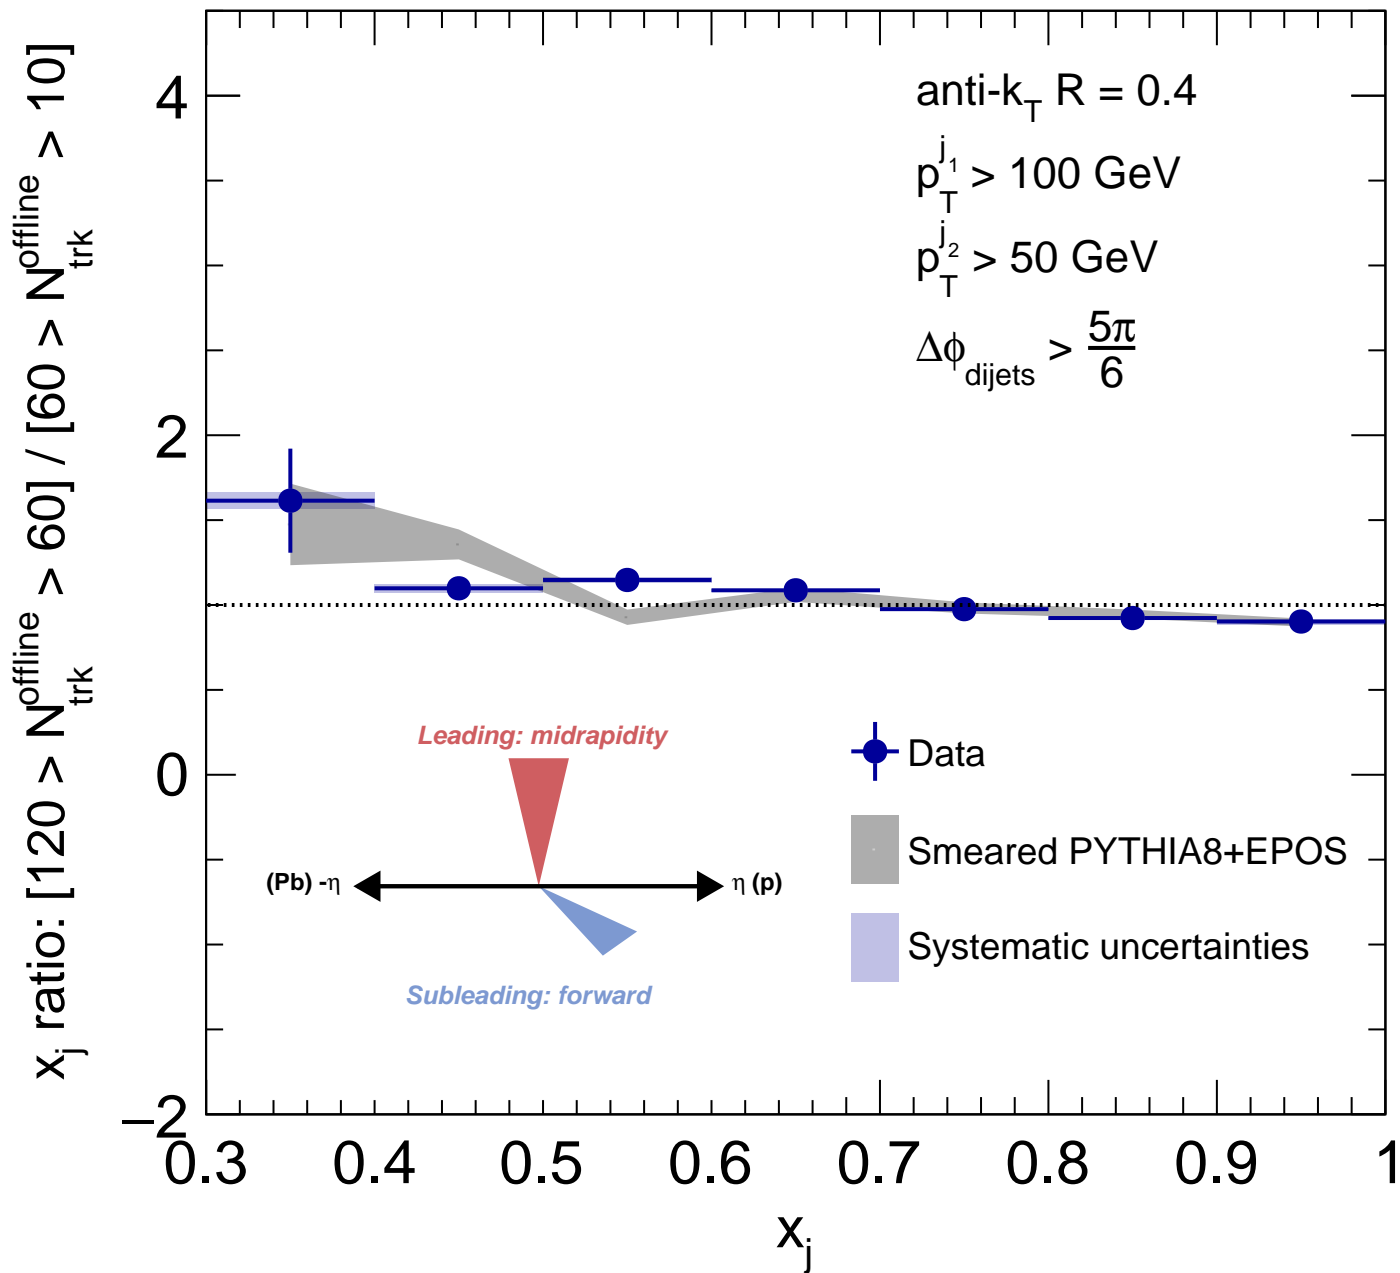 x_j ratio: [120 > N_trk^offline > 60] / [60 > N_trk^offline > 10]
4
2
0
−2
anti-k_T R = 0.4
p_T^j_1 > 100 GeV
p_T^j_2 > 50 GeV
Δϕ_dijets > 5π/6
Leading: midrapidity
(Pb) -η
η (p)
Subleading: forward
Data
Smeared PYTHIA8+EPOS
Systematic uncertainties
0.3 0.4 0.5 0.6 0.7 0.8 0.9 1
x_j